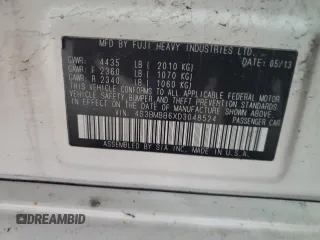 MFD BY FUJI HEAVY INDUSTRIES LTD.
DATE: 05/13
GVWR: 4435 LB ( 2010 KG)
GAWR: F 2360 LB ( 1070 KG)
GAWR: R 2340 LB ( 1060 KG)
THIS VEHICLE CONFORMS TO ALL APPLICABLE FEDERAL MOTOR
VEHICLE SAFETY, BUMPER AND THEFT PREVENTION STANDARDS
IN EFFECT ON THE DATE OF MANUFACTURE SHOWN ABOVE.
VIN: 4S3BMBB6XD3048524
ASSEMBLED BY SIA, INC. MADE IN U.S.A.
DREAMBID
DREAMBID.COM